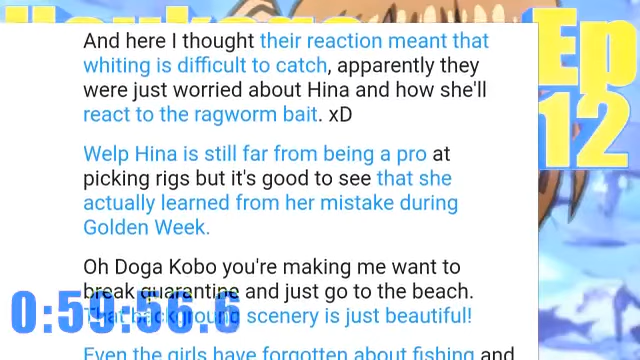 Ep
12
And here I thought their reaction meant that
whiting is difficult to catch, apparently they
were just worried about Hina and how she'll
react to the ragworm bait. xD
Welp Hina is still far from being a pro at
picking rigs but it's good to see that she
actually learned from her mistake during
Golden Week.
Oh Doga Kobo you're making me want to
break quarantine and just go to the beach.
That background scenery is just beautiful!
0:59:56.6
Even the girls have forgotten about fishing and